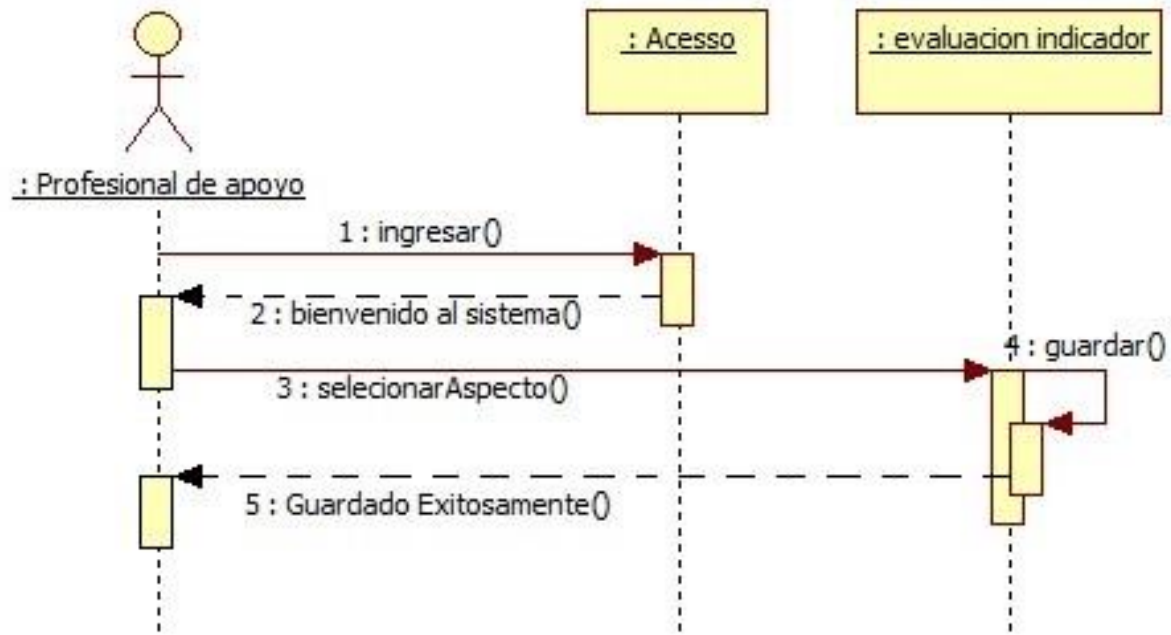 : Acesso
: evaluacion indicador
: Profesional de apoyo
1 : ingresar()
2 : bienvenido al sistema()
4 : guardar()
3 : selecionarAspecto()
5 : Guardado Exitosamente()